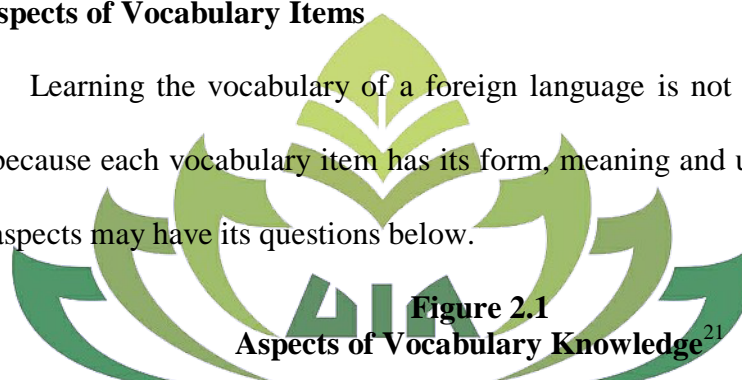 spects of Vocabulary Items
Learning the vocabulary of a foreign language is not
because each vocabulary item has its form, meaning and u
aspects may have its questions below.
UIN
Figure 2.1
Aspects of Vocabulary Knowledge21